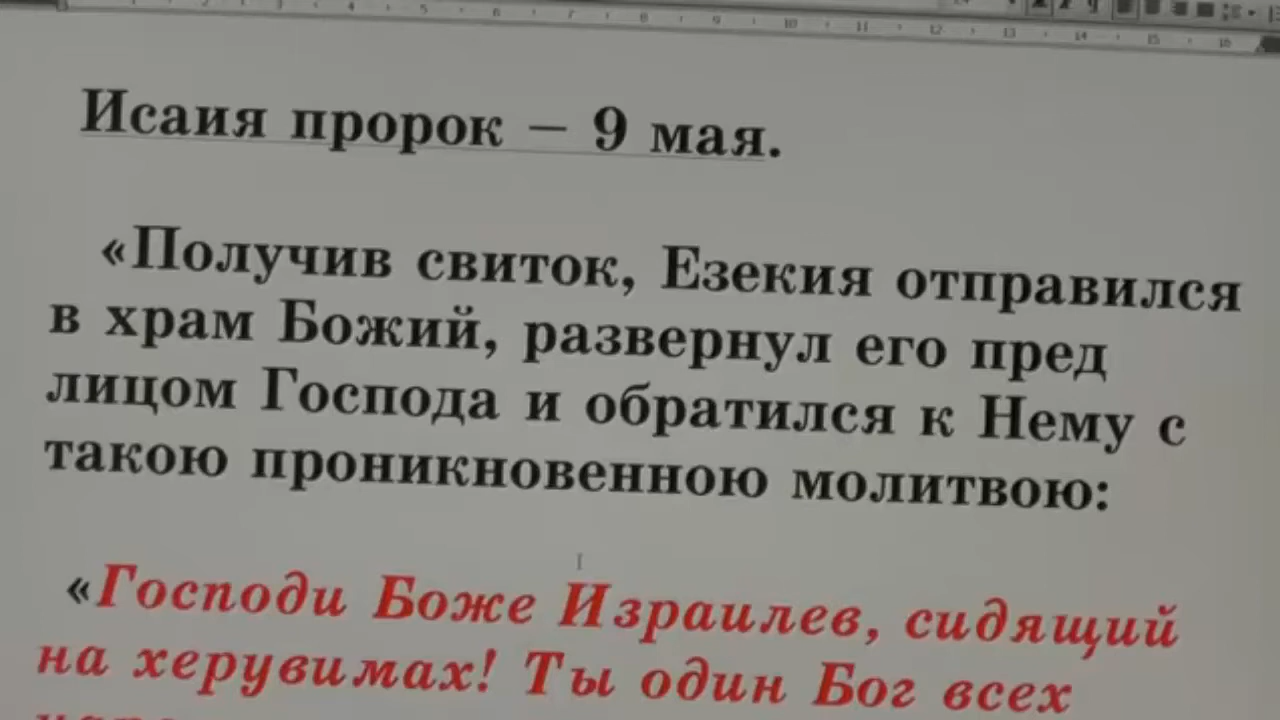 Исаия пророк – 9 мая.
«Получив свиток, Езекия отправился
в храм Божий, развернул его пред
лицом Господа и обратился к Нему с
такою проникновенною молитвою:
«Господи Боже Израилев, сидящий
на херувимах! Ты один Бог всех